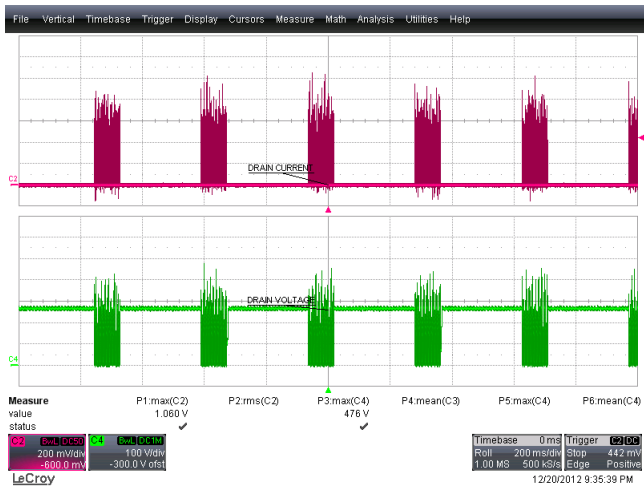 File Vertical Timebase Trigger Display Cursors Measure Math Analysis Utilities Help
DRAIN CURRENT
C2
DRAIN VOLTAGE
C4
Measure P1:max(C2) P2:rms(C2) P3:max(C4) P4:mean(C3) P5:max(C4) P6:mean(C4)
value 1.060 V 476 V
status
C2 BwL DC50
200 mV/div
-600.0 mV
C4 BwL DC1M
100 V/div
-300.0 V ofst
Timebase 0 ms
Roll 200 ms/div
1.00 MS 500 kS/s
Trigger C2 DC
Stop 442 mV
Edge Positive
LeCroy
12/20/2012 9:35:39 PM